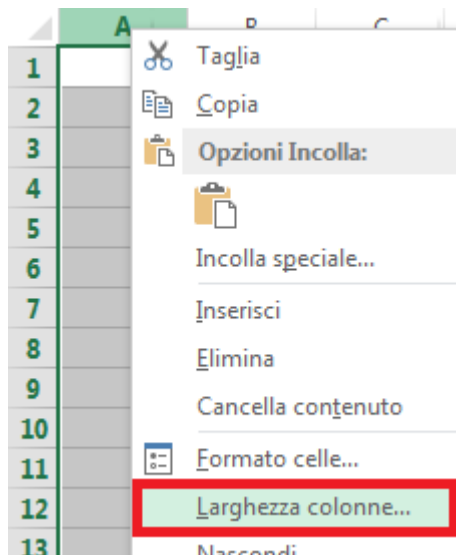 A B C
1
Taglia
2
Copia
3
Opzioni Incolla:
4
5
6
Incolla speciale...
7
Inserisci
8
Elimina
9
Cancella contenuto
10
11
Formato celle...
12
Larghezza colonne...
13
Nascondi